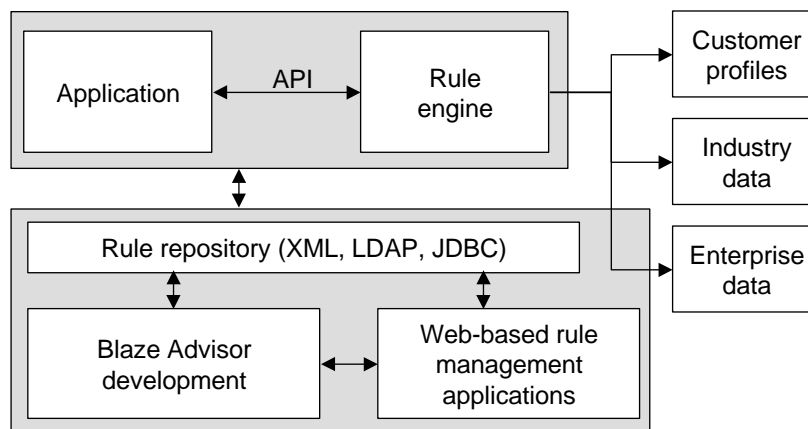 Application
API
Rule
engine
Customer
profiles
Industry
data
Enterprise
data
Rule repository (XML, LDAP, JDBC)
Blaze Advisor
development
Web-based rule
management
applications